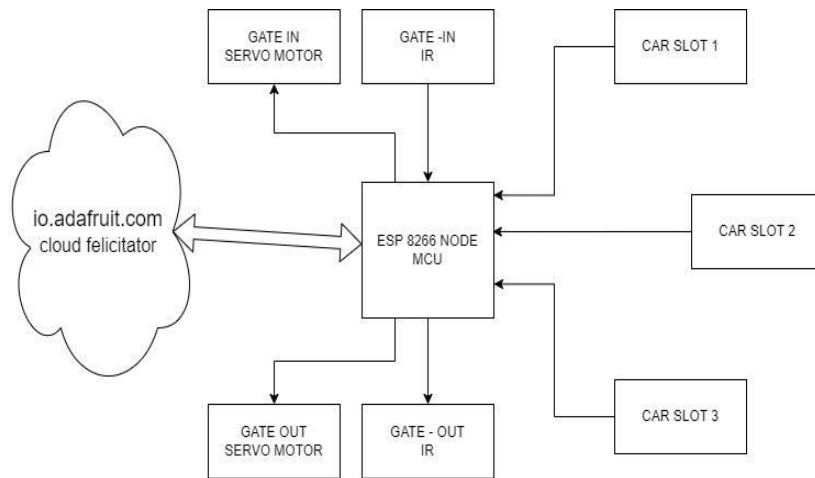 GATE IN
SERVO MOTOR
GATE -IN
IR
CAR SLOT 1
io.adafruit.com
cloud felicitator
ESP 8266 NODE
MCU
CAR SLOT 2
GATE OUT
SERVO MOTOR
GATE - OUT
IR
CAR SLOT 3